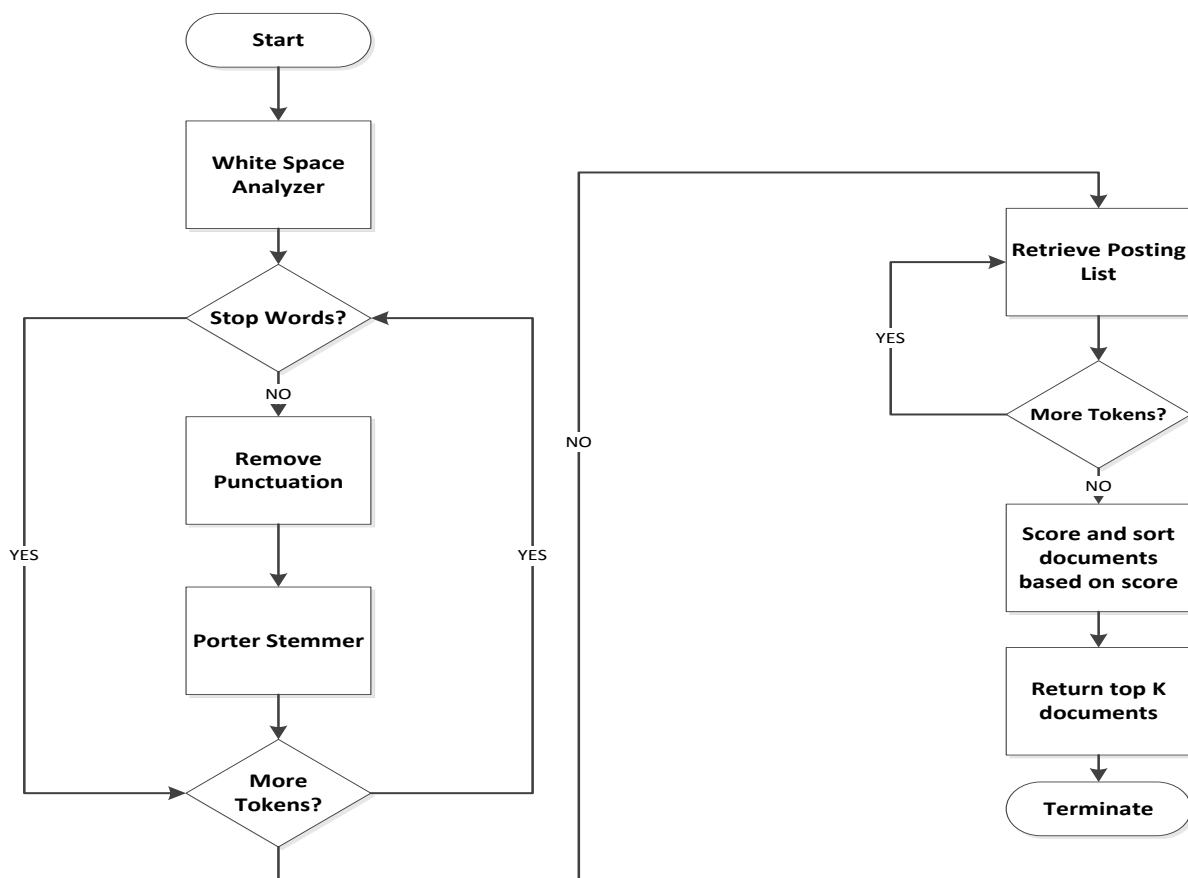 Start
White Space
Analyzer
Stop Words?
NO
Remove
Punctuation
YES
YES
Porter Stemmer
More
Tokens?
NO
Retrieve Posting
List
YES
More Tokens?
NO
Score and sort
documents
based on score
Return top K
documents
Terminate